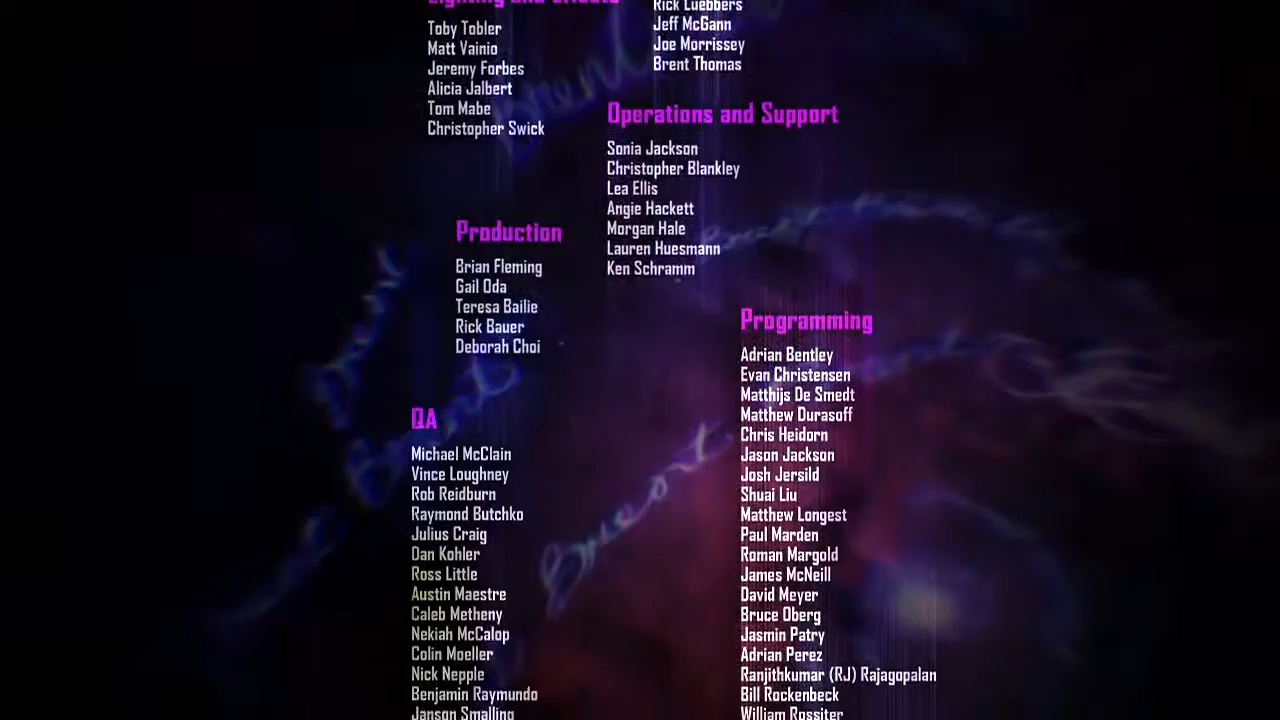 Lighting and Effects
Toby Tobler
Matt Vainio
Jeremy Forbes
Alicia Jalbert
Tom Mabe
Christopher Swick
Rick Luebbers
Jeff McGann
Joe Morrissey
Brent Thomas
Operations and Support
Sonia Jackson
Christopher Blankley
Lea Ellis
Angie Hackett
Morgan Hale
Lauren Huesmann
Ken Schramm
Production
Brian Fleming
Gail Oda
Teresa Bailie
Rick Bauer
Deborah Choi
Programming
Adrian Bentley
Evan Christensen
Matthijs De Smedt
Matthew Durasoff
Chris Heidorn
Jason Jackson
Josh Jersild
Shuai Liu
Matthew Longest
Paul Marden
Roman Margold
James McNeill
David Meyer
Bruce Oberg
Jasmin Patry
Adrian Perez
Ranjithkumar (RJ) Rajagopalan
Bill Rockenbeck
William Rossiter
QA
Michael McClain
Vince Loughney
Rob Reidburn
Raymond Butchko
Julius Craig
Dan Kohler
Ross Little
Austin Maestre
Caleb Metheny
Nekiah McCalop
Colin Moeller
Nick Nepple
Benjamin Raymundo
Janson Smalling